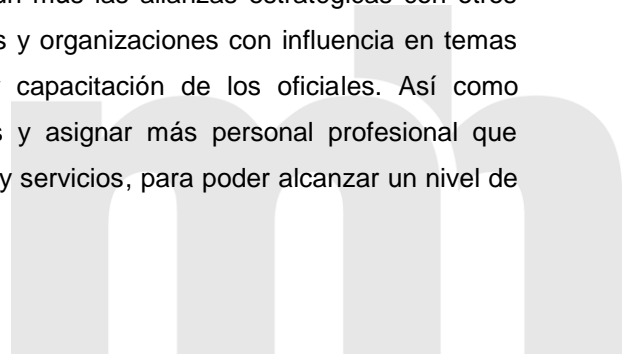 más las alianzas estratégicas con otros
y organizaciones con influencia en temas
capacitación de los oficiales. Así como
y asignar más personal profesional que
y servicios, para poder alcanzar un nivel de
mh